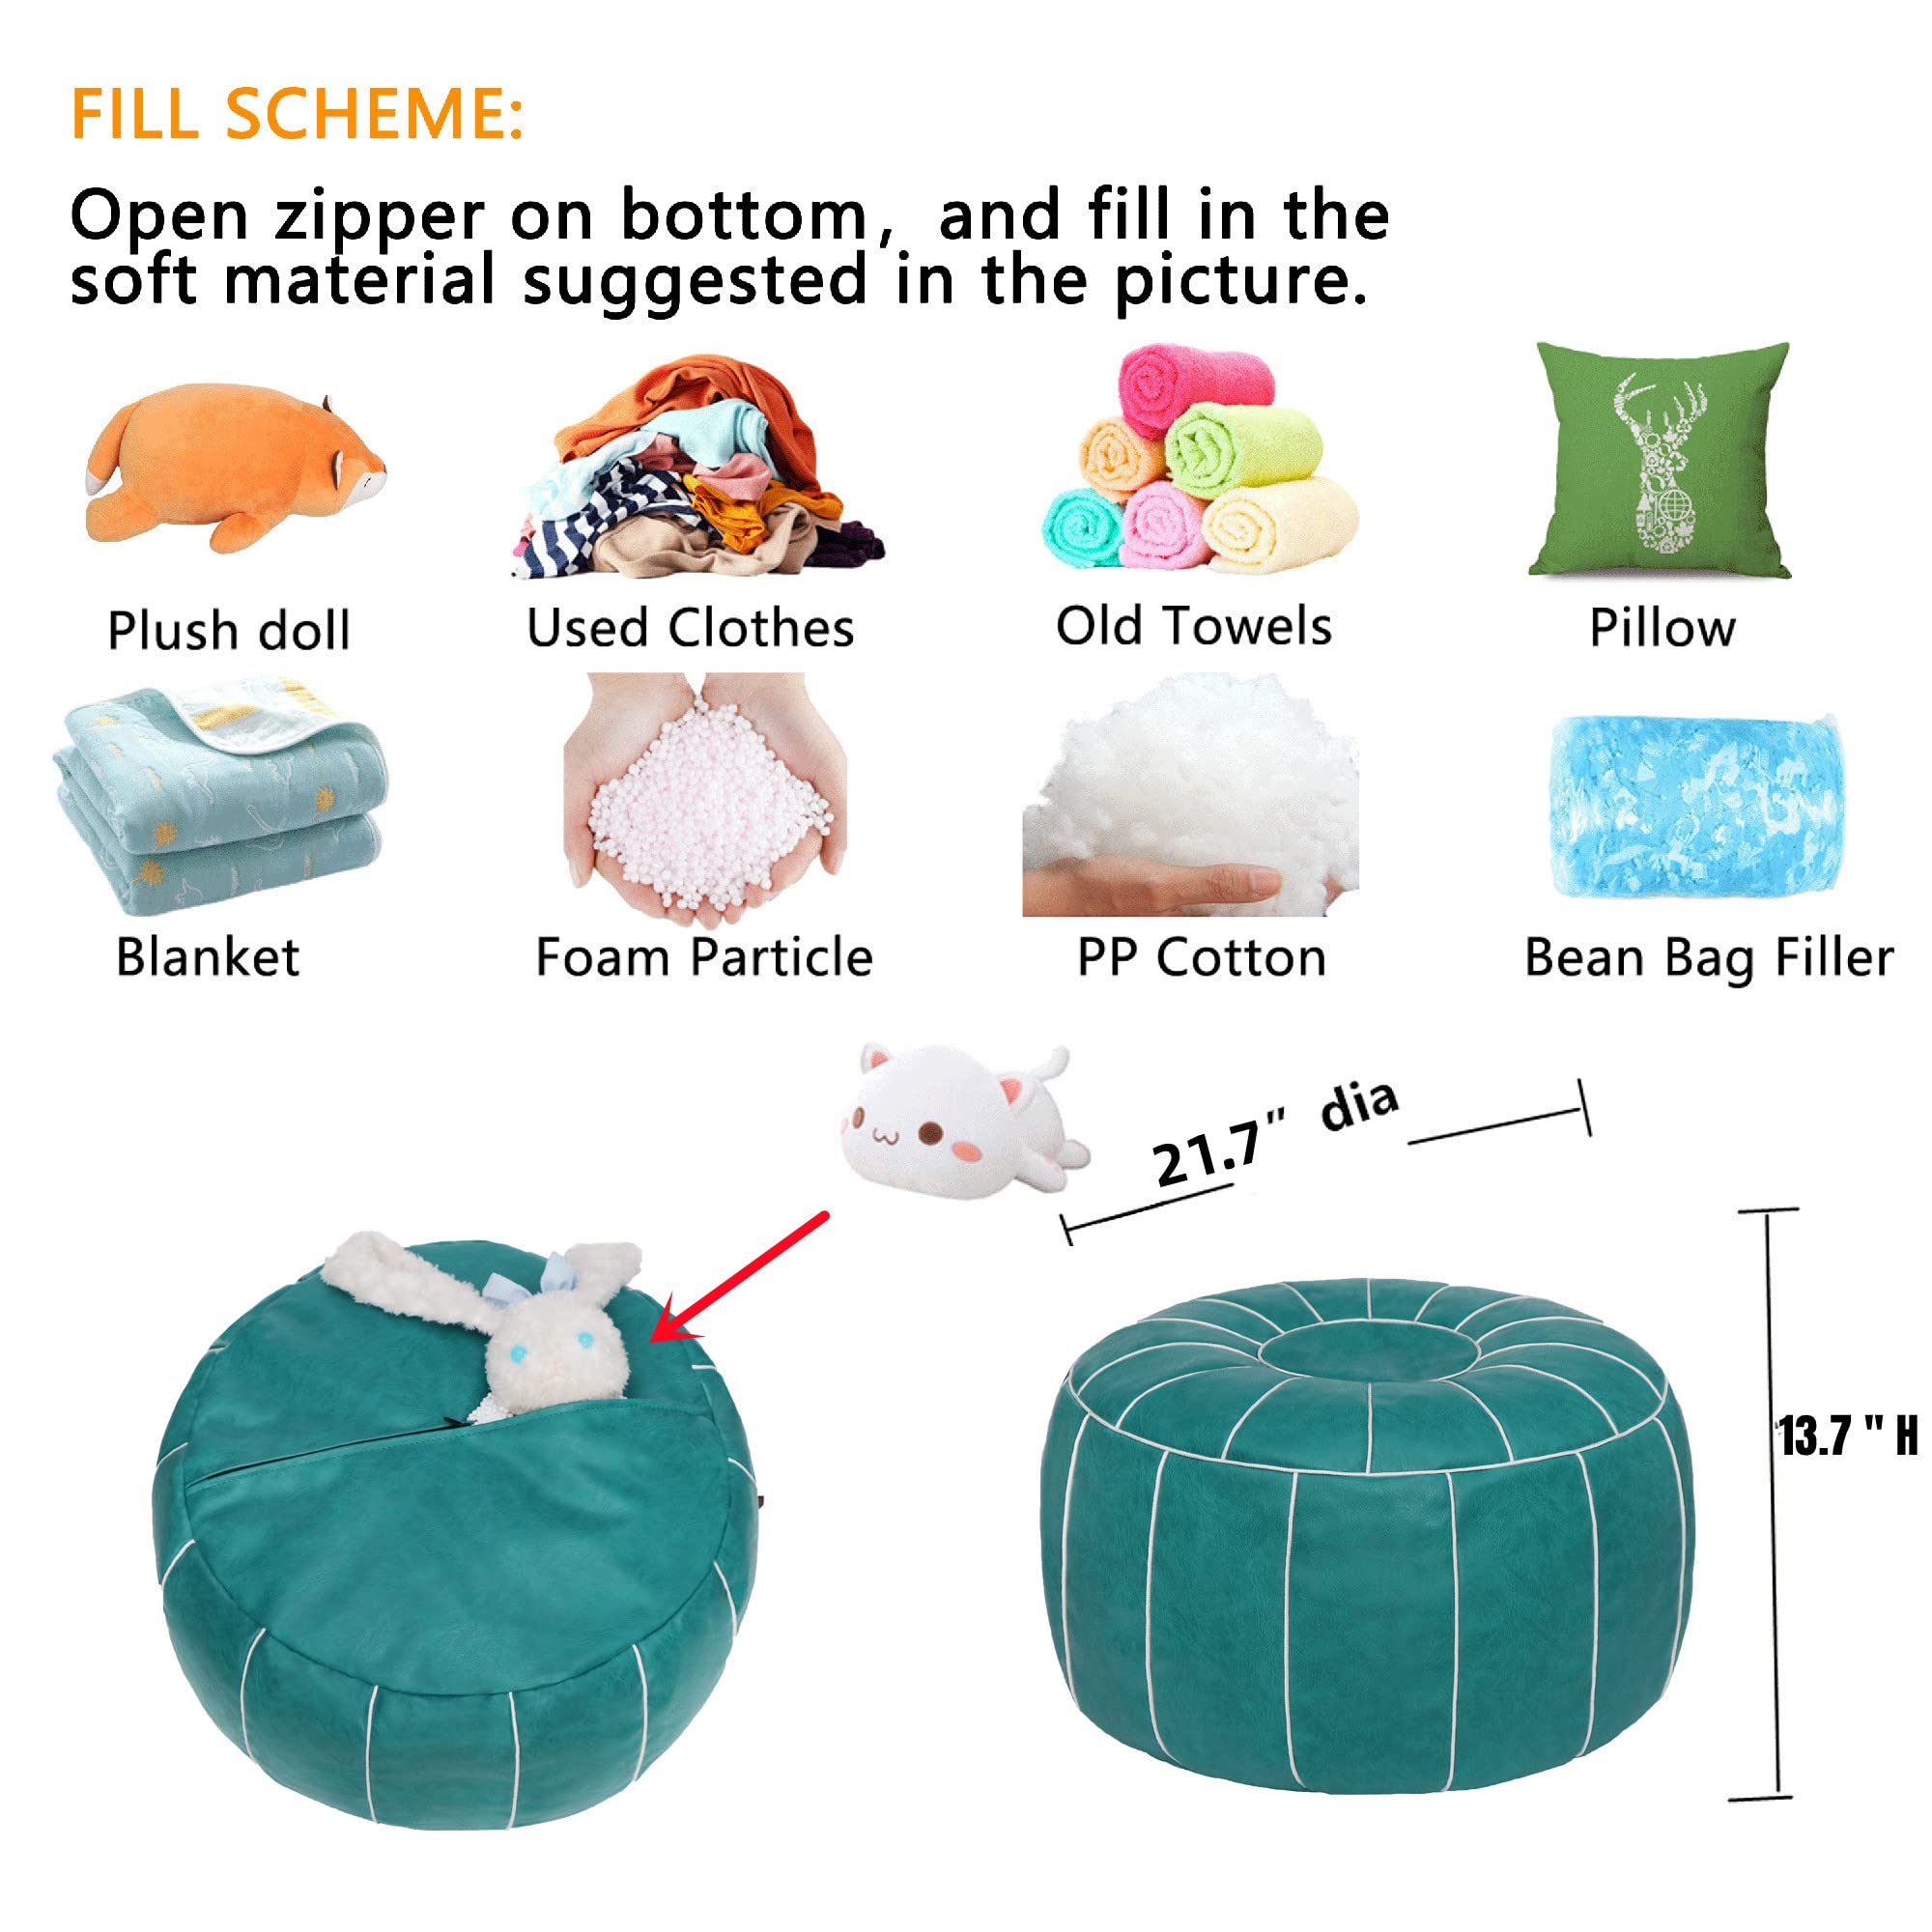 FILL SCHEME:
Open zipper on bottom, and fill in the
soft material suggested in the picture.
Plush doll
Used Clothes
Old Towels
Pillow
Blanket
Foam Particle
PP Cotton
Bean Bag Filler
21.7" dia
13.7 " H